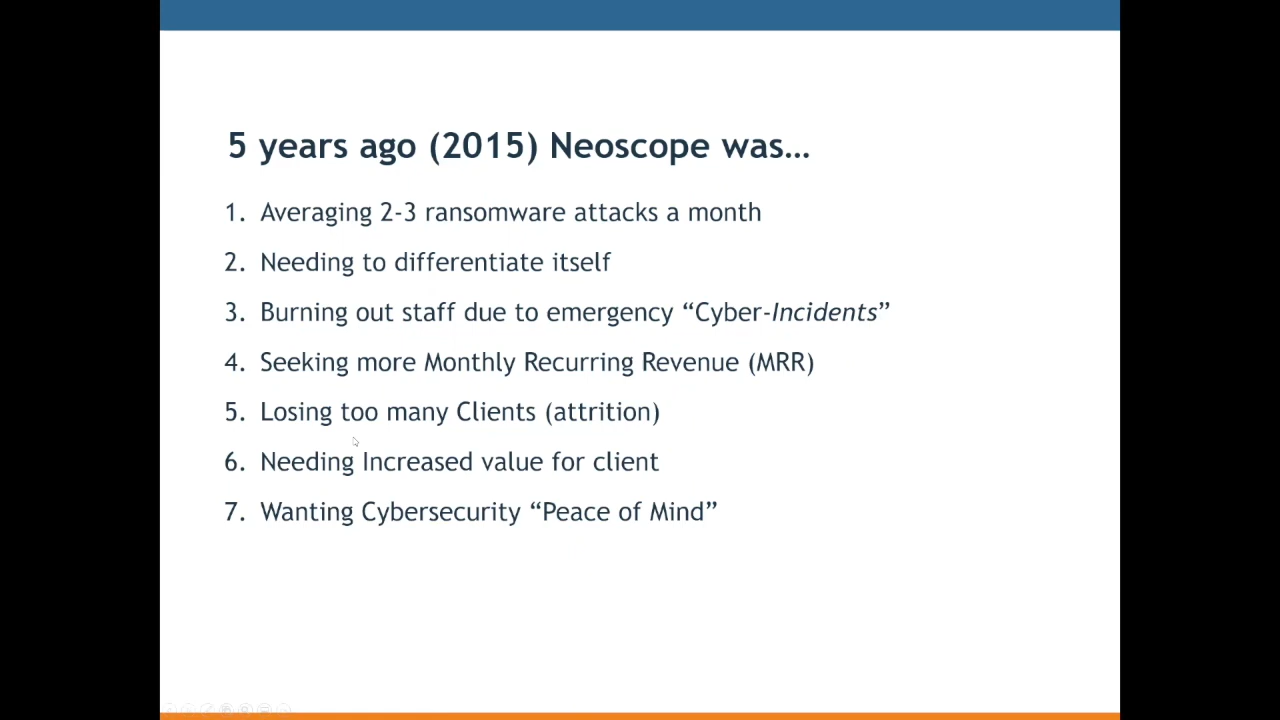 5 years ago (2015) Neoscope was…
1. Averaging 2-3 ransomware attacks a month
2. Needing to differentiate itself
3. Burning out staff due to emergency “Cyber-Incidents”
4. Seeking more Monthly Recurring Revenue (MRR)
5. Losing too many Clients (attrition)
6. Needing Increased value for client
7. Wanting Cybersecurity “Peace of Mind”